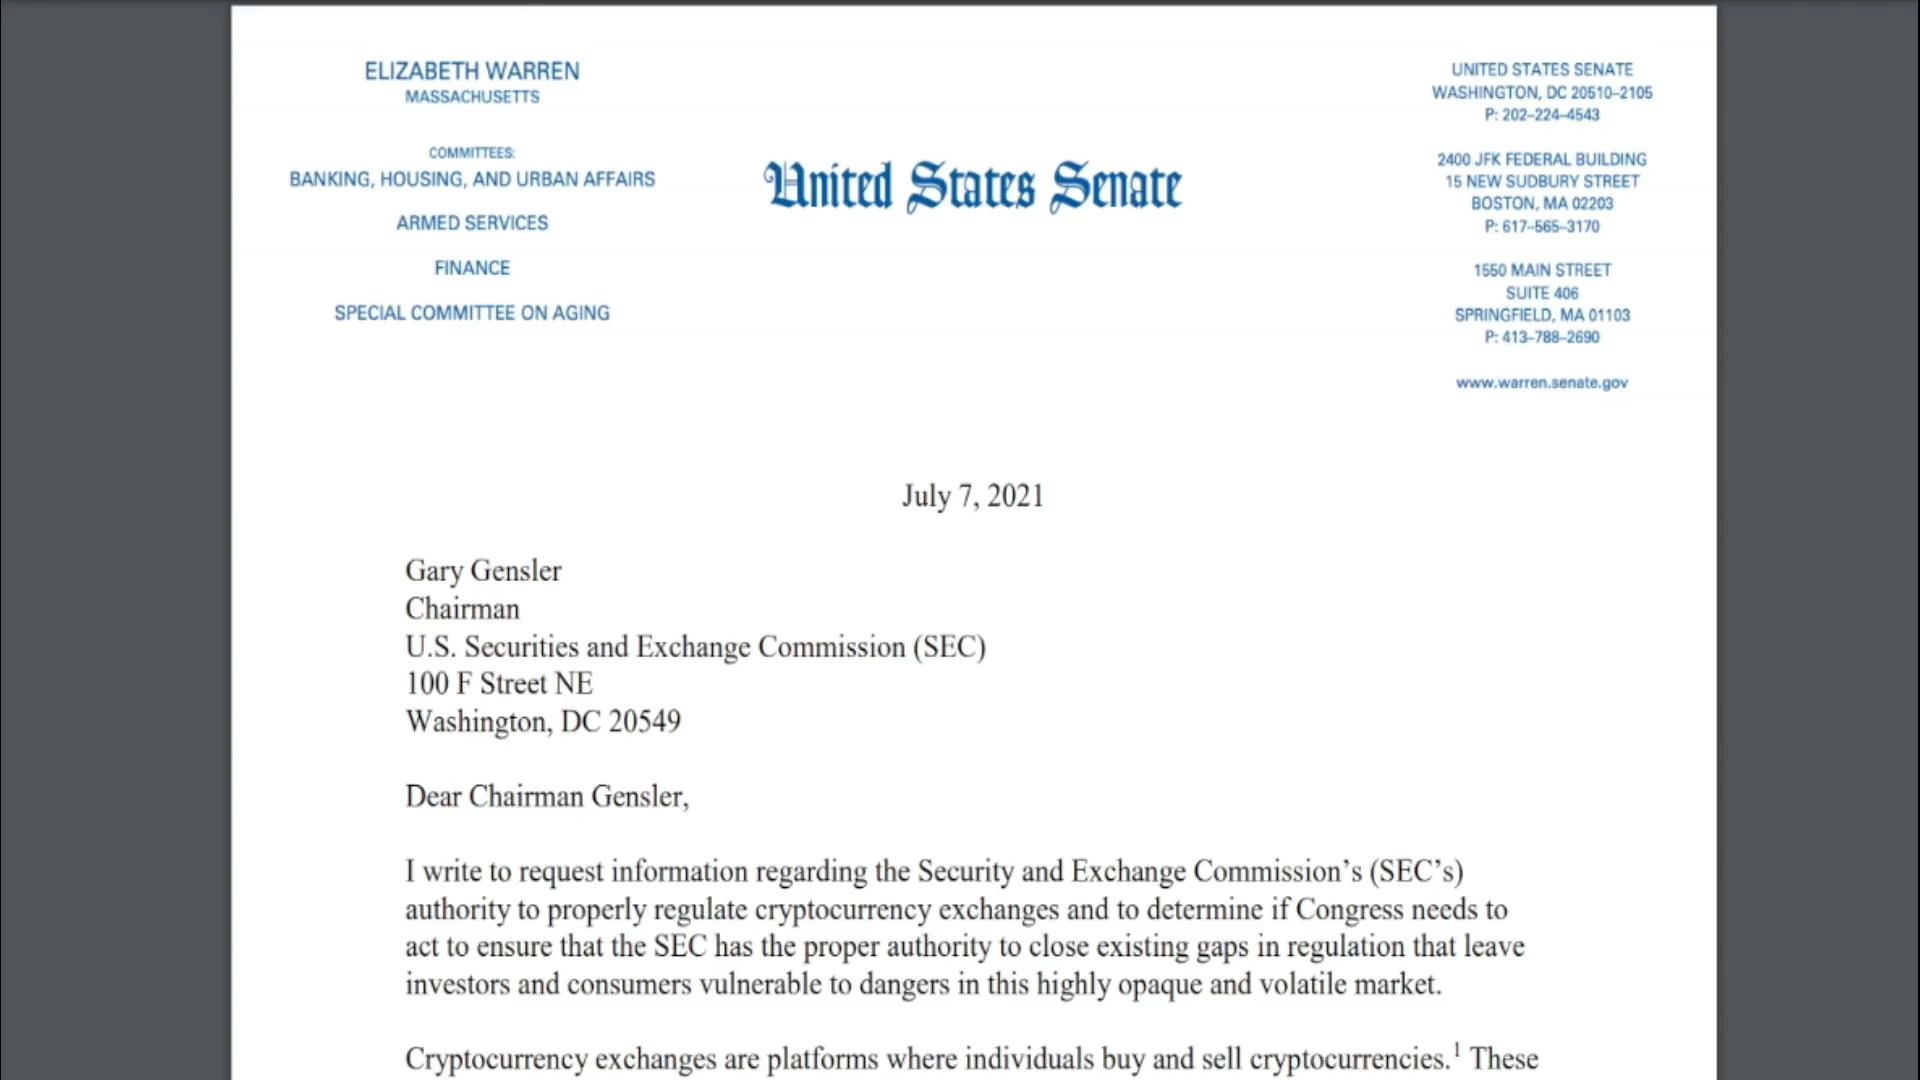 ELIZABETH WARREN
MASSACHUSETTS
COMMITTEES:
BANKING, HOUSING, AND URBAN AFFAIRS
ARMED SERVICES
FINANCE
SPECIAL COMMITTEE ON AGING
United States Senate
UNITED STATES SENATE
WASHINGTON, DC 20510–2105
P: 202–224–4543
2400 JFK FEDERAL BUILDING
15 NEW SUDBURY STREET
BOSTON, MA 02203
P: 617–565–3170
1550 MAIN STREET
SUITE 406
SPRINGFIELD, MA 01103
P: 413–788–2690
www.warren.senate.gov
July 7, 2021
Gary Gensler
Chairman
U.S. Securities and Exchange Commission (SEC)
100 F Street NE
Washington, DC 20549
Dear Chairman Gensler,
I write to request information regarding the Security and Exchange Commission’s (SEC’s)
authority to properly regulate cryptocurrency exchanges and to determine if Congress needs to
act to ensure that the SEC has the proper authority to close existing gaps in regulation that leave
investors and consumers vulnerable to dangers in this highly opaque and volatile market.
Cryptocurrency exchanges are platforms where individuals buy and sell cryptocurrencies.¹ These